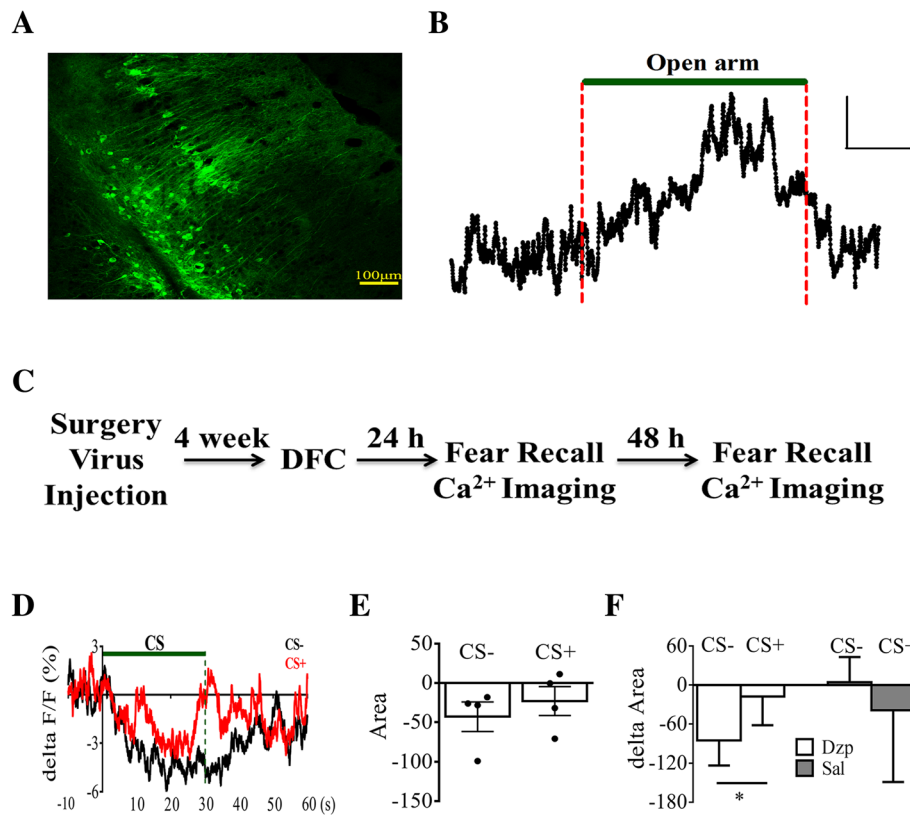 A
B
100µm
Open arm
C
Surgery
Virus
Injection
4 week
DFC
24 h
Fear Recall
Ca²⁺ Imaging
48 h
Fear Recall
Ca²⁺ Imaging
D
E
F
delta F/F (%)
3
-3
-6
CS
CS-
CS+
-10 10 20 30 40 50 60 (s)
Area
50
0
-50
-100
-150
CS- CS+
delta Area
60
0
-60
-120
-180
CS- CS+ CS-
Dzp
Sal
*